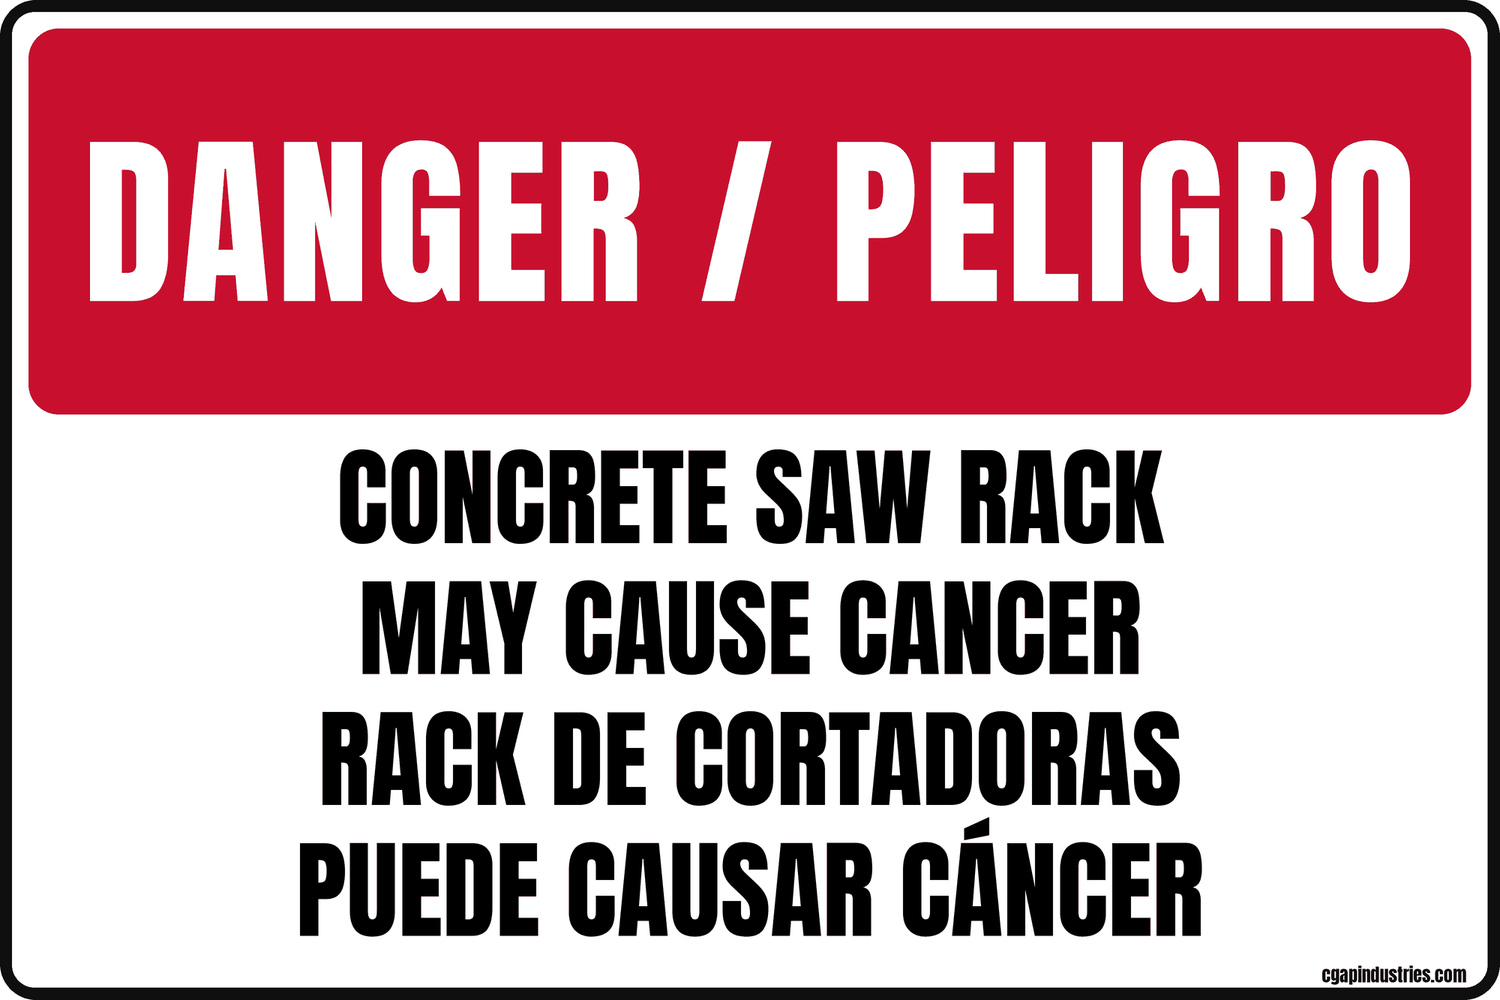 DANGER / PELIGRO
CONCRETE SAW RACK
MAY CAUSE CANCER
RACK DE CORTADORAS
PUEDE CAUSAR CÁNCER
cgapindustries.com